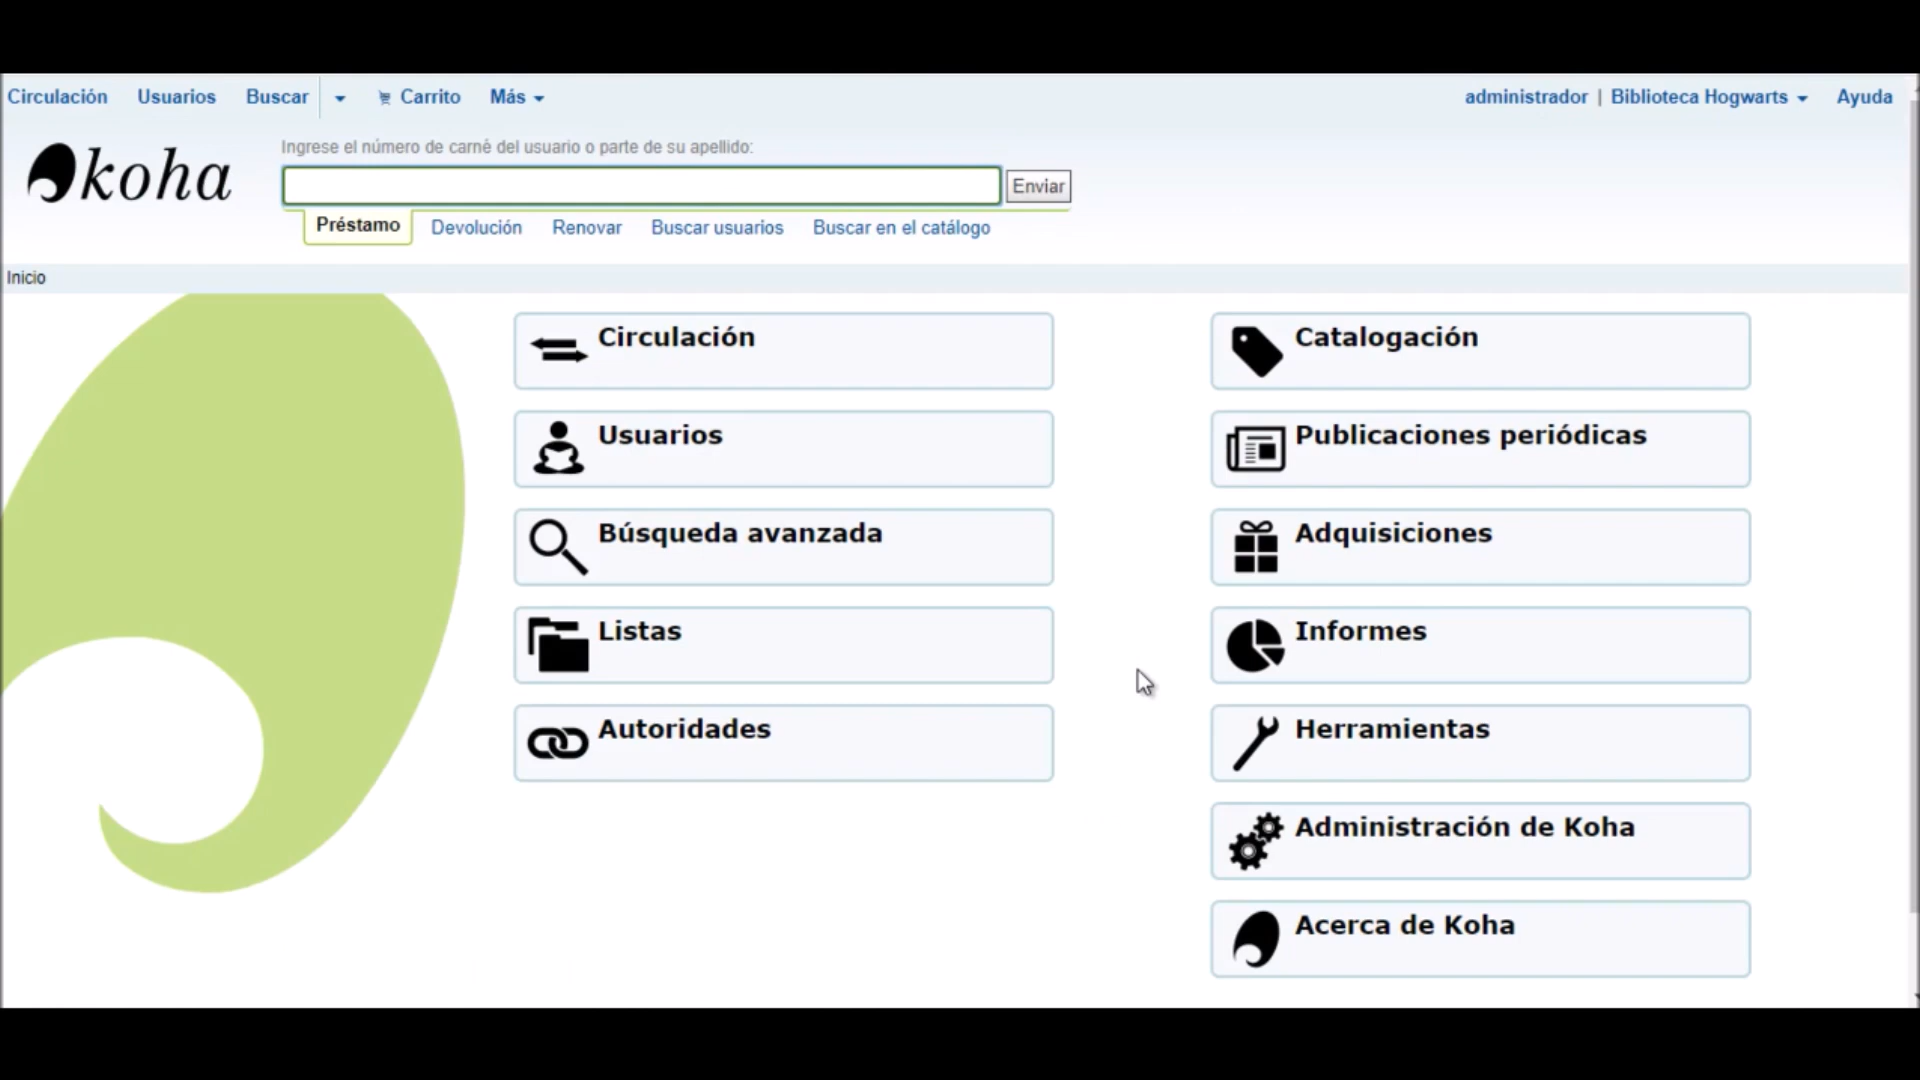 Circulación Usuarios Buscar Carrito Más administrador | Biblioteca Hogwarts Ayuda
koha
Ingrese el número de carné del usuario o parte de su apellido:
Enviar
Préstamo Devolución Renovar Buscar usuarios Buscar en el catálogo
Inicio
Circulación
Usuarios
Búsqueda avanzada
Listas
Autoridades
Catalogación
Publicaciones periódicas
Adquisiciones
Informes
Herramientas
Administración de Koha
Acerca de Koha